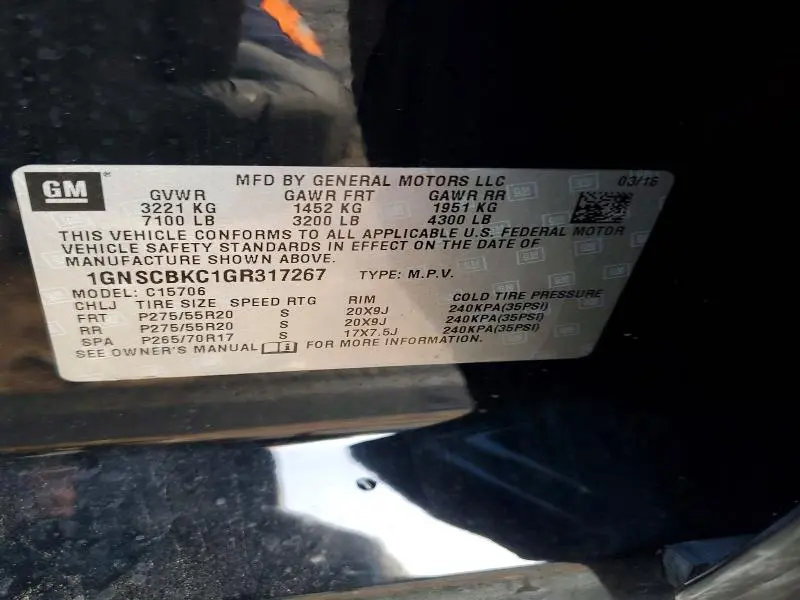 GM ® MFD BY GENERAL MOTORS LLC 03/16
GVWR GAWR FRT GAWR RR
3221 KG 1452 KG 1951 KG
7100 LB 3200 LB 4300 LB
THIS VEHICLE CONFORMS TO ALL APPLICABLE U.S. FEDERAL MOTOR
VEHICLE SAFETY STANDARDS IN EFFECT ON THE DATE OF
MANUFACTURE SHOWN ABOVE.
1GNSCBKC1GR317267 TYPE: M.P.V.
MODEL: C15706
CHLJ TIRE SIZE SPEED RTG RIM COLD TIRE PRESSURE
FRT P275/55R20 S 20X9J 240KPA(35PSI)
RR P275/55R20 S 20X9J 240KPA(35PSI)
SPA P265/70R17 S 17X7.5J 240KPA(35PSI)
SEE OWNER'S MANUAL i FOR MORE INFORMATION.